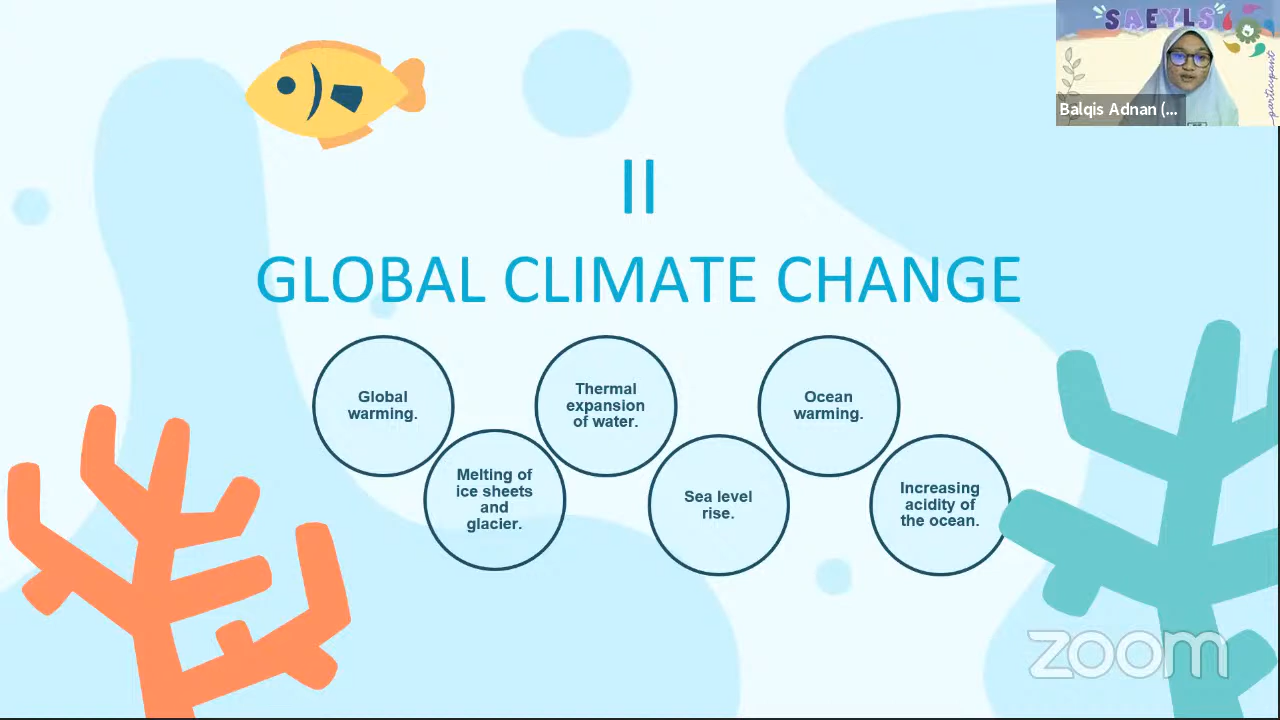 "SAEYLS"
participant
Balqis Adnan (...
II
GLOBAL CLIMATE CHANGE
Global
warming.
Melting of
ice sheets
and
glacier.
Thermal
expansion
of water.
Sea level
rise.
Ocean
warming.
Increasing
acidity of
the ocean.
zoom